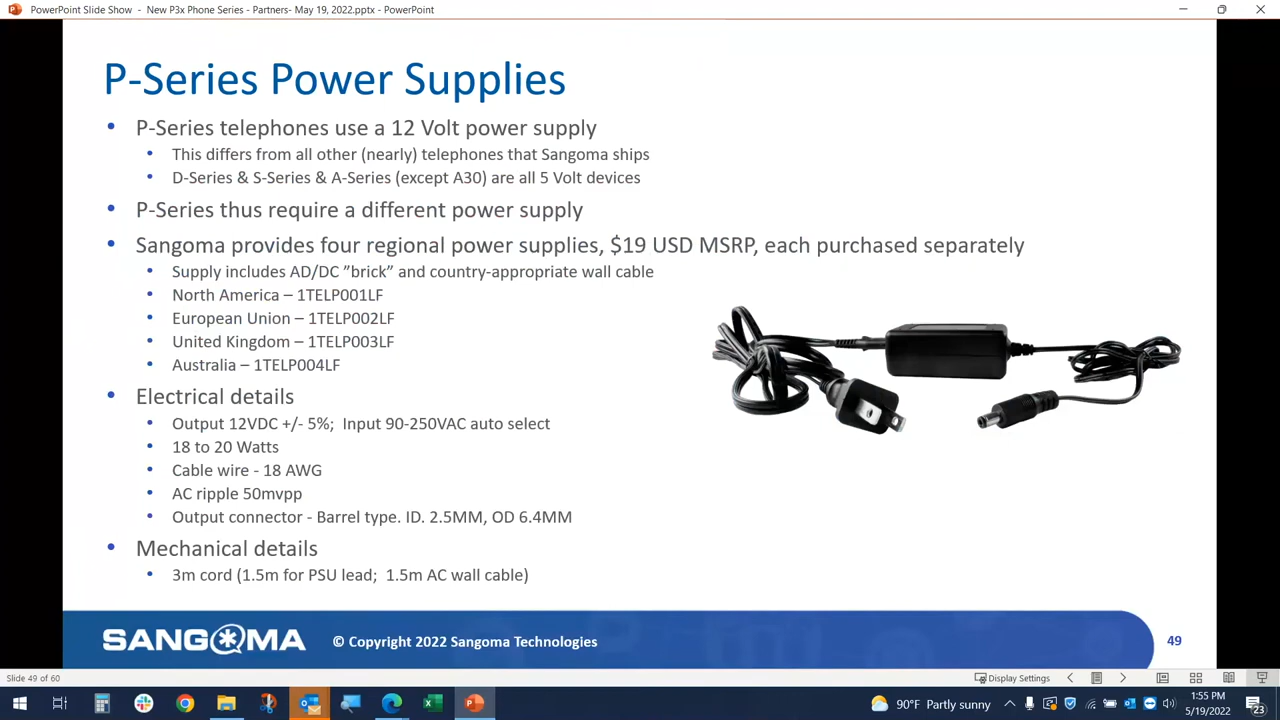 PowerPoint Slide Show - New P3x Phone Series - Partners- May 19, 2022.pptx - PowerPoint
P-Series Power Supplies
• P-Series telephones use a 12 Volt power supply
• This differs from all other (nearly) telephones that Sangoma ships
• D-Series & S-Series & A-Series (except A30) are all 5 Volt devices
• P-Series thus require a different power supply
• Sangoma provides four regional power supplies, $19 USD MSRP, each purchased separately
• Supply includes AD/DC ”brick” and country-appropriate wall cable
• North America – 1TELP001LF
• European Union – 1TELP002LF
• United Kingdom – 1TELP003LF
• Australia – 1TELP004LF
• Electrical details
• Output 12VDC +/- 5%; Input 90-250VAC auto select
• 18 to 20 Watts
• Cable wire - 18 AWG
• AC ripple 50mvpp
• Output connector - Barrel type. ID. 2.5MM, OD 6.4MM
• Mechanical details
• 3m cord (1.5m for PSU lead; 1.5m AC wall cable)
SANGOMA © Copyright 2022 Sangoma Technologies 49
Slide 49 of 60 Display Settings
90°F Partly sunny 1:55 PM
5/19/2022 23